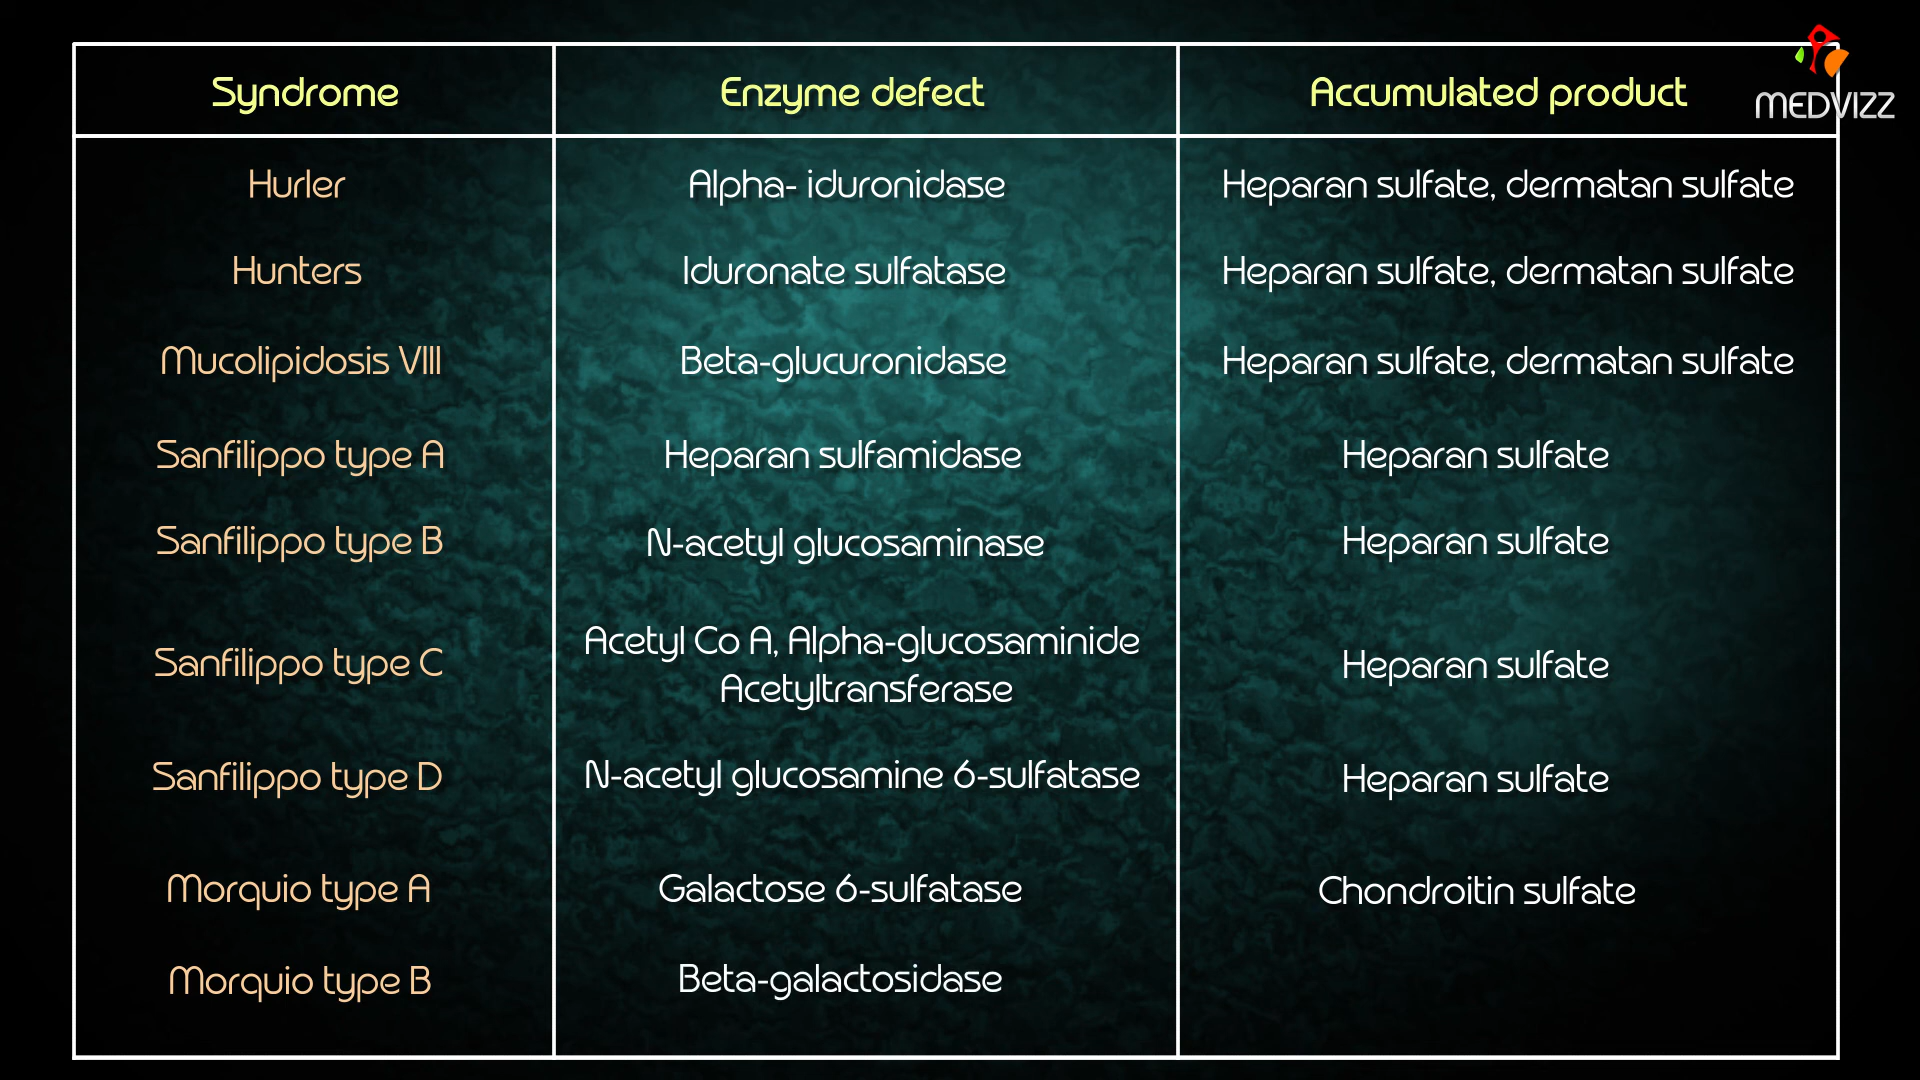 Syndrome Enzyme defect Accumulated product
MEDVIZZ
Hurler Alpha- iduronidase Heparan sulfate, dermatan sulfate
Hunters Iduronate sulfatase Heparan sulfate, dermatan sulfate
Mucolipidosis VIII Beta-glucuronidase Heparan sulfate, dermatan sulfate
Sanfilippo type A Heparan sulfamidase Heparan sulfate
Sanfilippo type B N-acetyl glucosaminase Heparan sulfate
Sanfilippo type C Acetyl Co A, Alpha-glucosaminide
Acetyltransferase Heparan sulfate
Sanfilippo type D N-acetyl glucosamine 6-sulfatase Heparan sulfate
Morquio type A Galactose 6-sulfatase Chondroitin sulfate
Morquio type B Beta-galactosidase